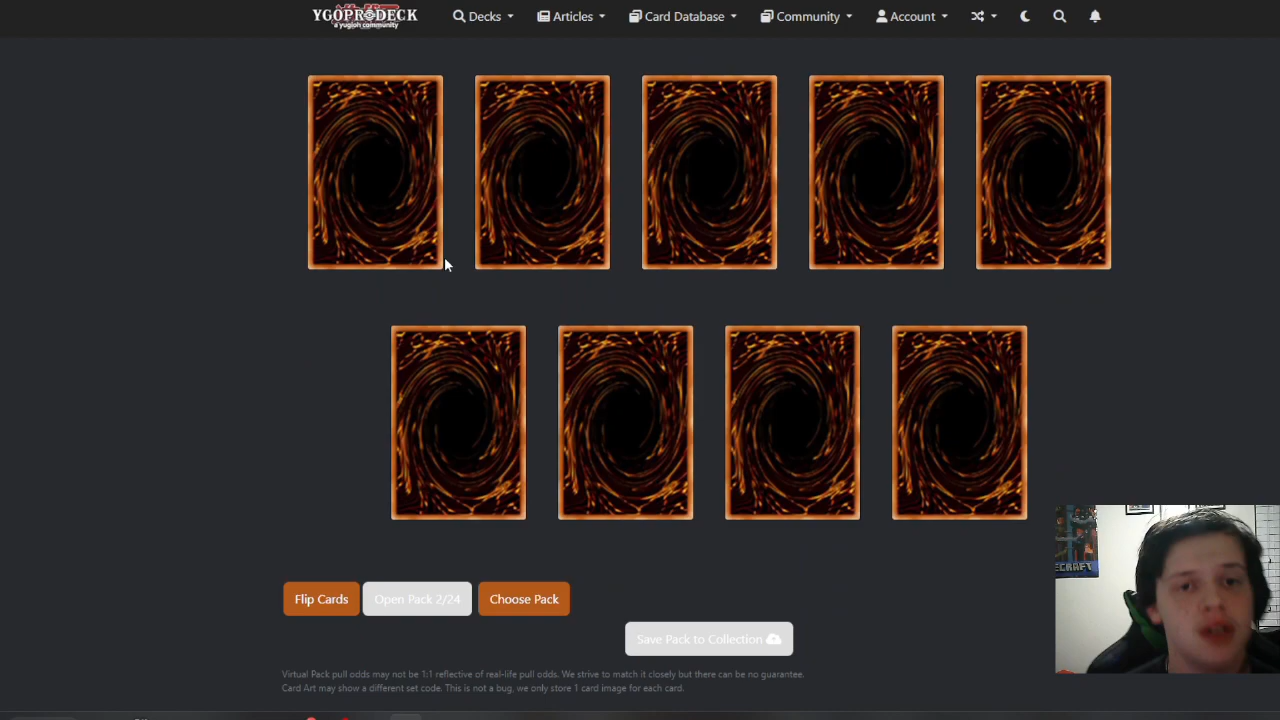 YGOPRODECK
a yugioh community
Decks
Articles
Card Database
Community
Account
Flip Cards
Open Pack 2/24
Choose Pack
Save Pack to Collection
Virtual Pack pull odds may not be 1:1 reflective of real-life pull odds. We strive to match it closely but there can be no guarantee.
Card Art may show a different set code. This is not a bug, we only store 1 card image for each card.
ECRAFT